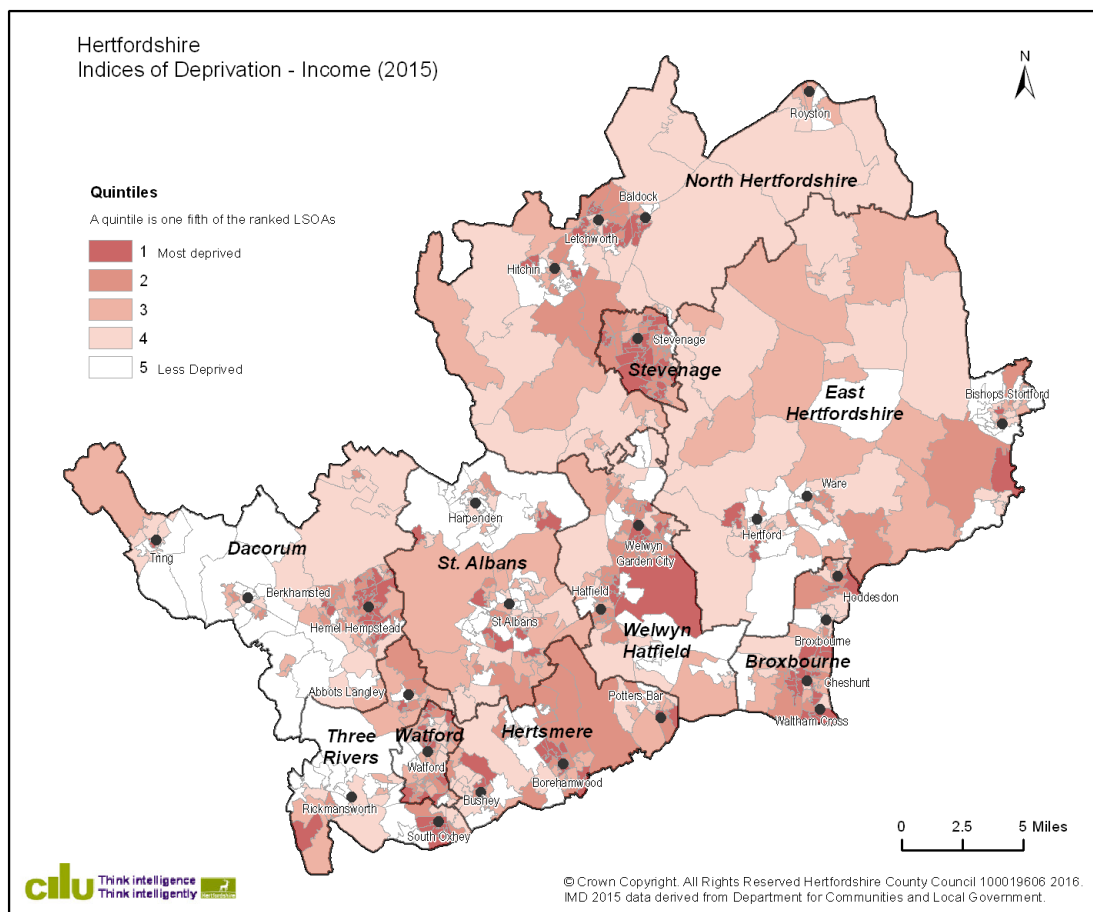 Hertfordshire
Indices of Deprivation - Income (2015)
N
Quintiles
A quintile is one fifth of the ranked LSOAs
1 Most deprived
2
3
4
5 Less Deprived
Royston
North Hertfordshire
Baldock
Letchworth
Hitchin
Stevenage
Stevenage
East
Hertfordshire
Bishops Stortford
Ware
Hertford
Harpenden
Welwyn
Garden City
Tring
Dacorum
St. Albans
Berkhamsted
Hemel Hempstead
St Albans
Hatfield
Hoddesdon
Welwyn
Hatfield
Broxbourne
Broxbourne
Cheshunt
Waltham Cross
Abbots Langley
Potters Bar
Three
Rivers
Watford
Hertsmere
Watford
Borehamwood
Bushey
Rickmansworth
South Oxhey
0 2.5 5 Miles
cilu Think intelligence
Think intelligently
Hertfordshire
© Crown Copyright. All Rights Reserved Hertfordshire County Council 100019606 2016.
IMD 2015 data derived from Department for Communities and Local Government.